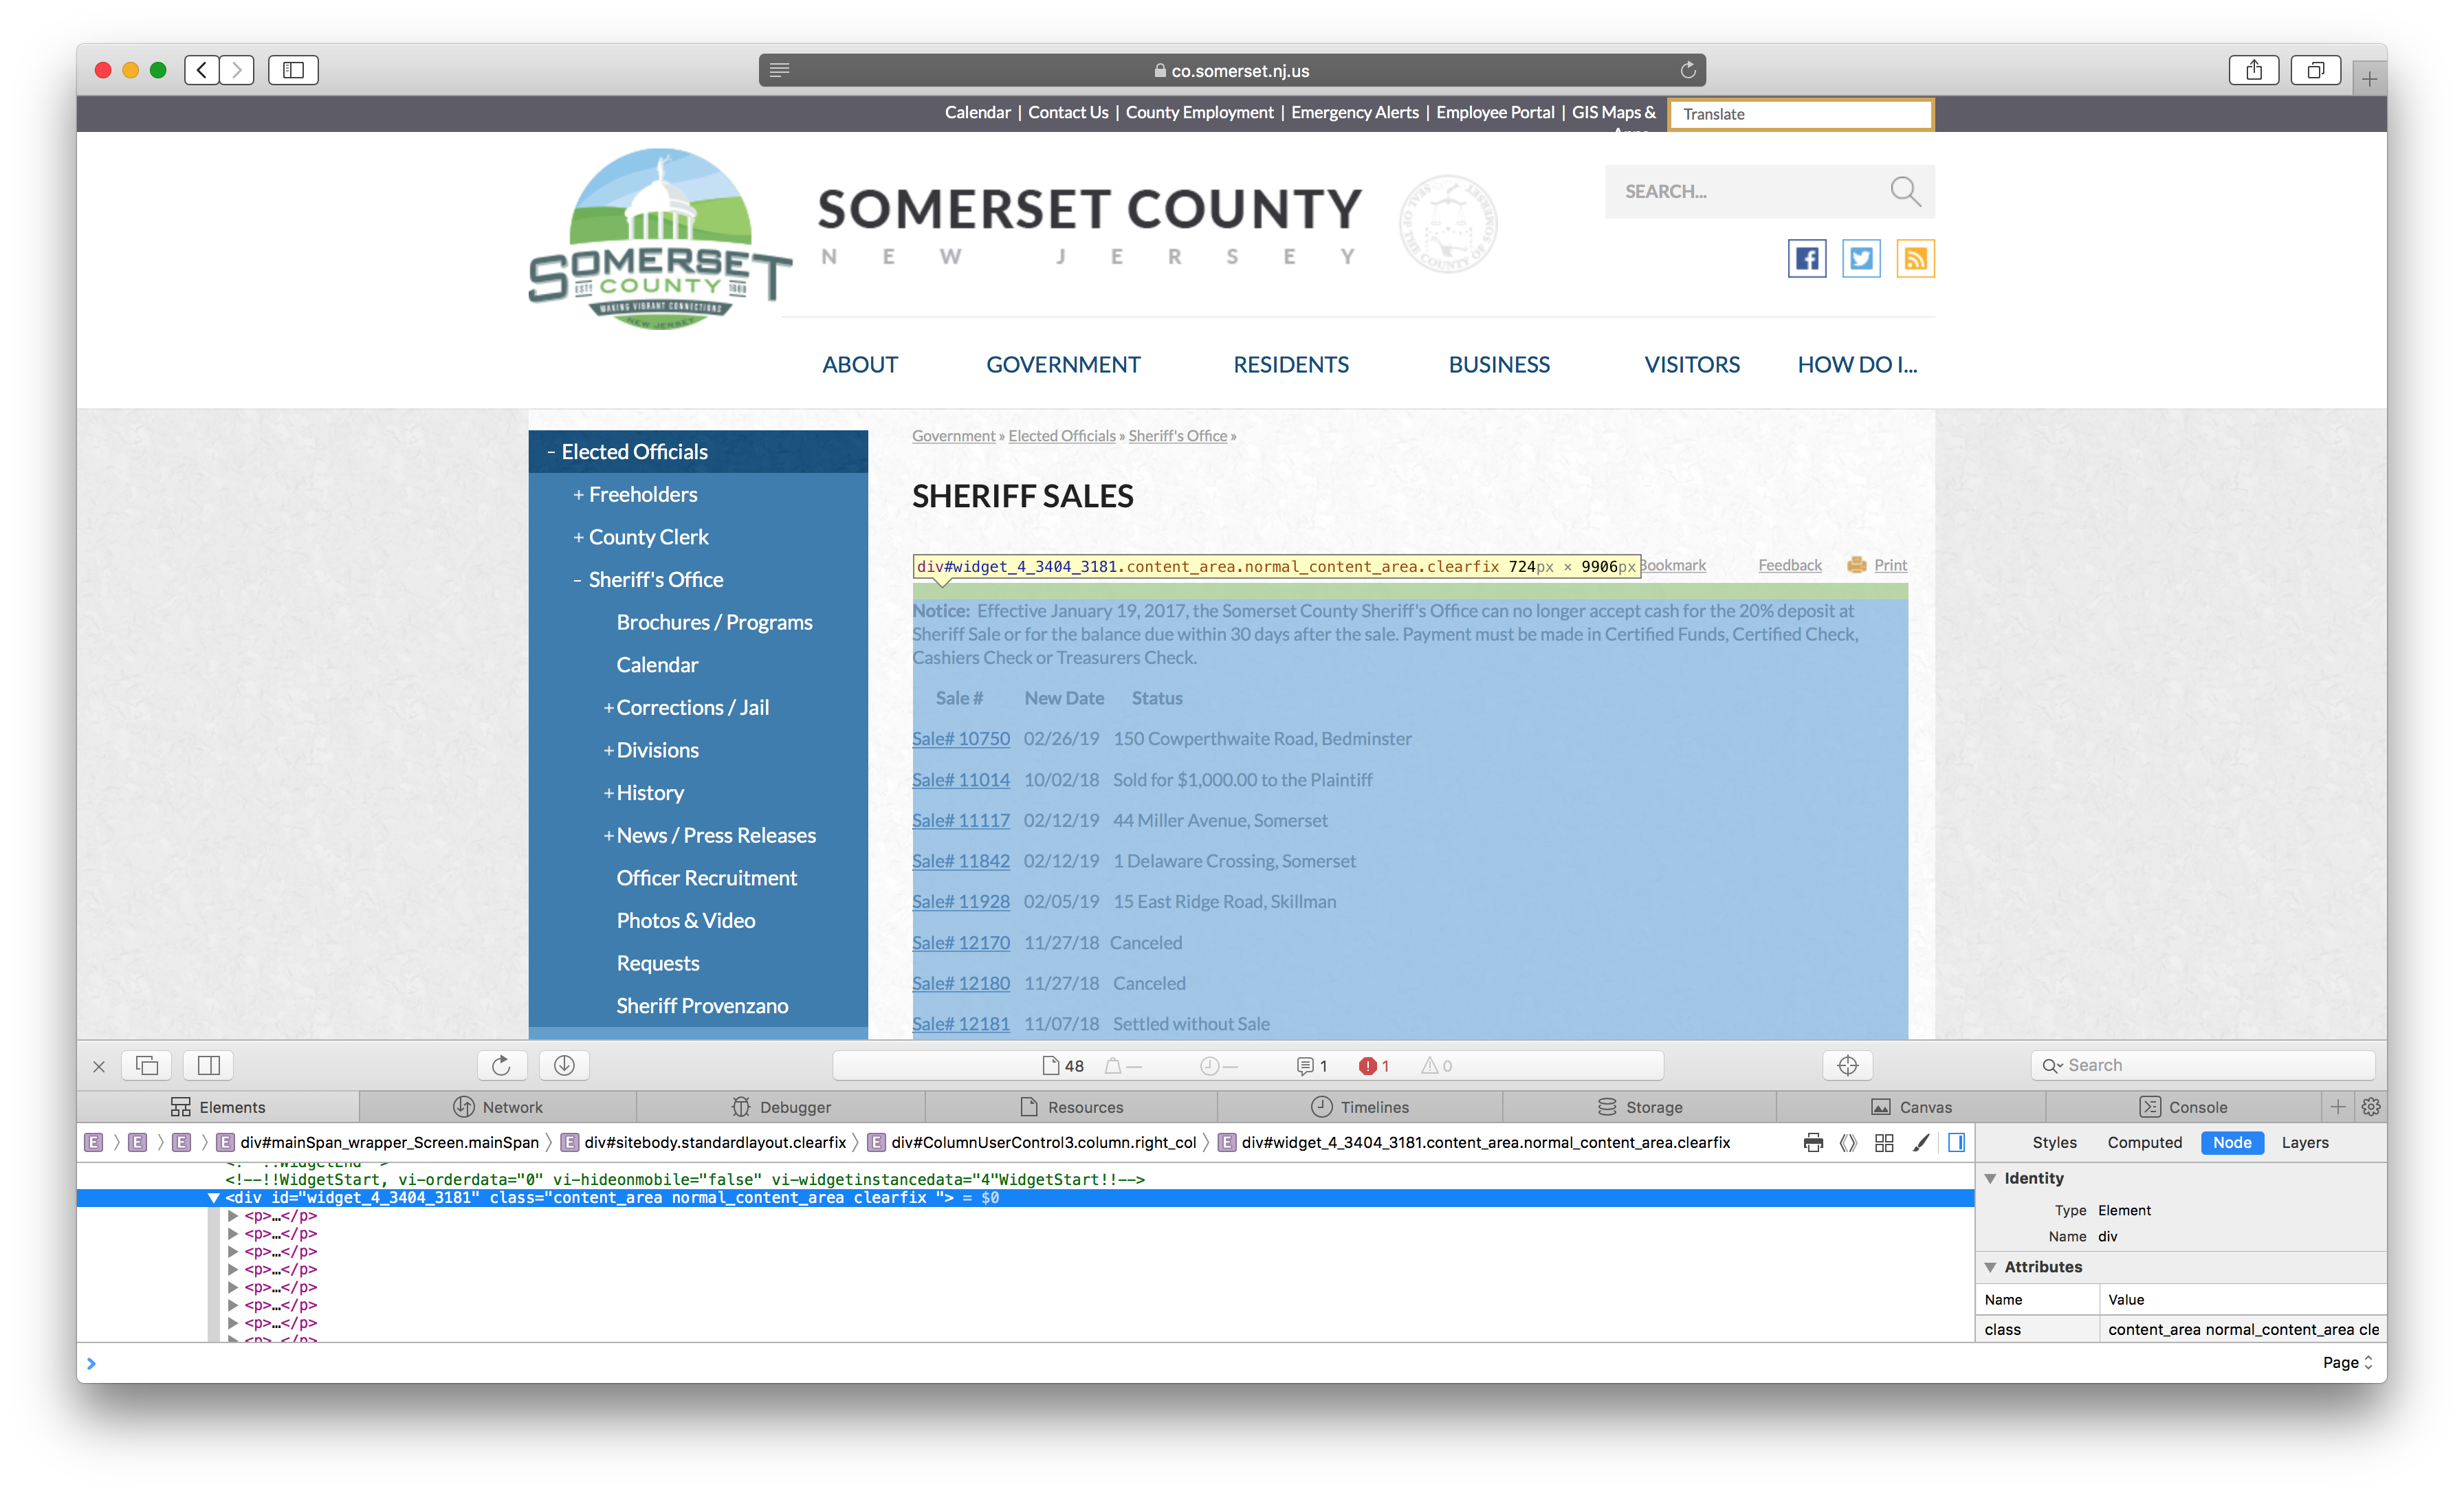 co.somerset.nj.us
Calendar | Contact Us | County Employment | Emergency Alerts | Employee Portal | GIS Maps &
Translate
SOMERSET
COUNTY
ESTD 1688
MAKING VIBRANT CONNECTIONS
NEW JERSEY
SOMERSET COUNTY
NEW JERSEY
SEAL OF THE COUNTY OF SOMERSET NJ
SEARCH...
ABOUT GOVERNMENT RESIDENTS BUSINESS VISITORS HOW DO I...
- Elected Officials
+ Freeholders
+ County Clerk
- Sheriff's Office
Brochures / Programs
Calendar
+Corrections / Jail
+Divisions
+History
+News / Press Releases
Officer Recruitment
Photos & Video
Requests
Sheriff Provenzano
Government » Elected Officials » Sheriff's Office »
SHERIFF SALES
div#widget_4_3404_3181.content_area.normal_content_area.clearfix 724px × 9906px
Bookmark Feedback Print
Notice: Effective January 19, 2017, the Somerset County Sheriff's Office can no longer accept cash for the 20% deposit at
Sheriff Sale or for the balance due within 30 days after the sale. Payment must be made in Certified Funds, Certified Check,
Cashiers Check or Treasurers Check.
Sale # New Date Status
Sale# 10750 02/26/19 150 Cowperthwaite Road, Bedminster
Sale# 11014 10/02/18 Sold for $1,000.00 to the Plaintiff
Sale# 11117 02/12/19 44 Miller Avenue, Somerset
Sale# 11842 02/12/19 1 Delaware Crossing, Somerset
Sale# 11928 02/05/19 15 East Ridge Road, Skillman
Sale# 12170 11/27/18 Canceled
Sale# 12180 11/27/18 Canceled
Sale# 12181 11/07/18 Settled without Sale
48 — — 1 1 0
Search
Elements Network Debugger Resources Timelines Storage Canvas Console
E E E E div#mainSpan_wrapper_Screen.mainSpan E div#sitebody.standardlayout.clearfix E div#ColumnUserControl3.column.right_col E div#widget_4_3404_3181.content_area.normal_content_area.clearfix
Styles Computed Node Layers
<!--!!WidgetStart, vi-orderdata="0" vi-hideonmobile="false" vi-widgetinstancedata="4"WidgetStart!!-->
<div id="widget_4_3404_3181" class="content_area normal_content_area clearfix "> = $0
<p>…</p>
<p>…</p>
<p>…</p>
<p>…</p>
<p>…</p>
<p>…</p>
<p>…</p>
Identity
Type Element
Name div
Attributes
Name Value
class content_area normal_content_area cle
Page